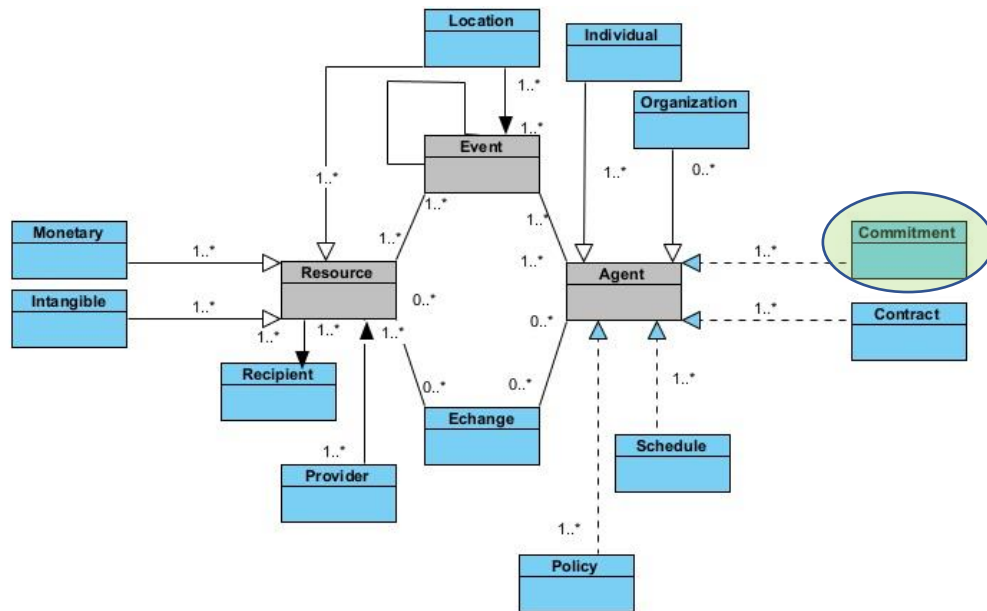 Location
Individual
1..*
Organization
1..*
Event
1..*
0..*
1..*
1..*
1..*
Monetary
1..*
1..*
1..*
1..*
Commitment
Resource
Agent
Intangible
1..*
0..*
1..*
1..*
1..*
1..*
0..*
Contract
Recipient
0..*
0..*
1..*
Echange
Schedule
1..*
Provider
1..*
Policy